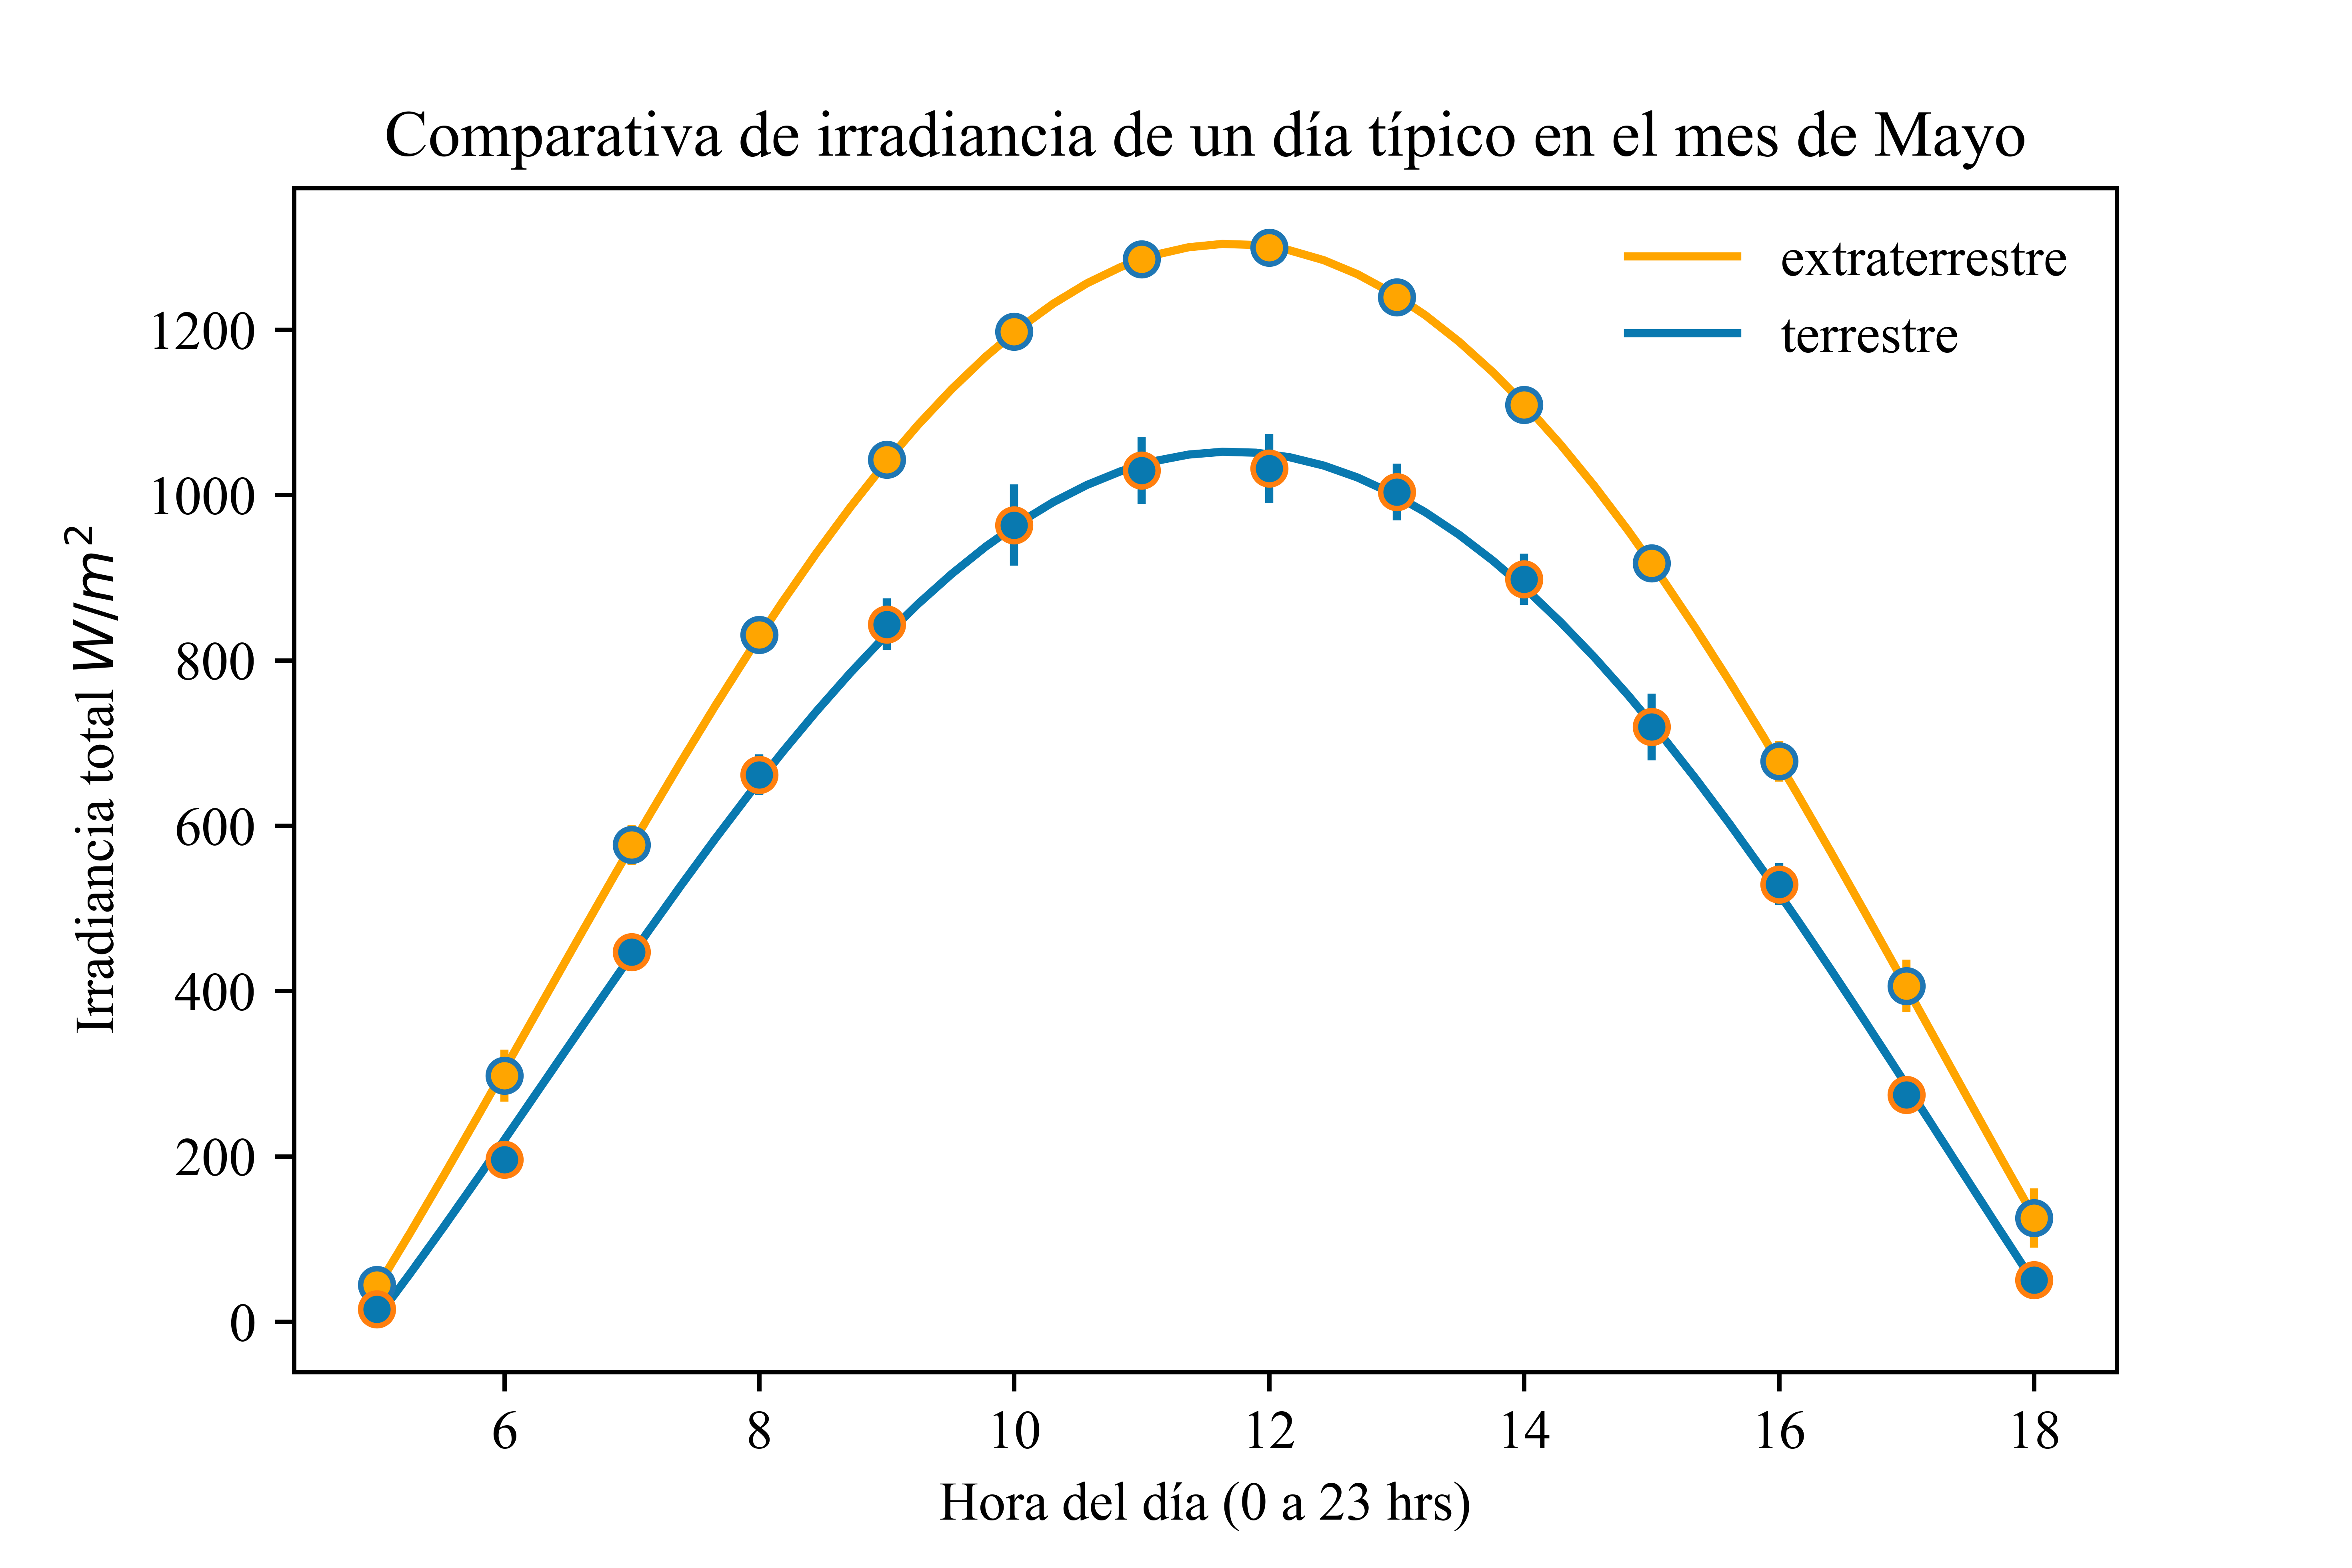 Comparativa de irradiancia de un día típico en el mes de Mayo
extraterrestre
terrestre
Irradiancia total W/m²
1200
1000
800
600
400
200
0
6 8 10 12 14 16 18
Hora del día (0 a 23 hrs)